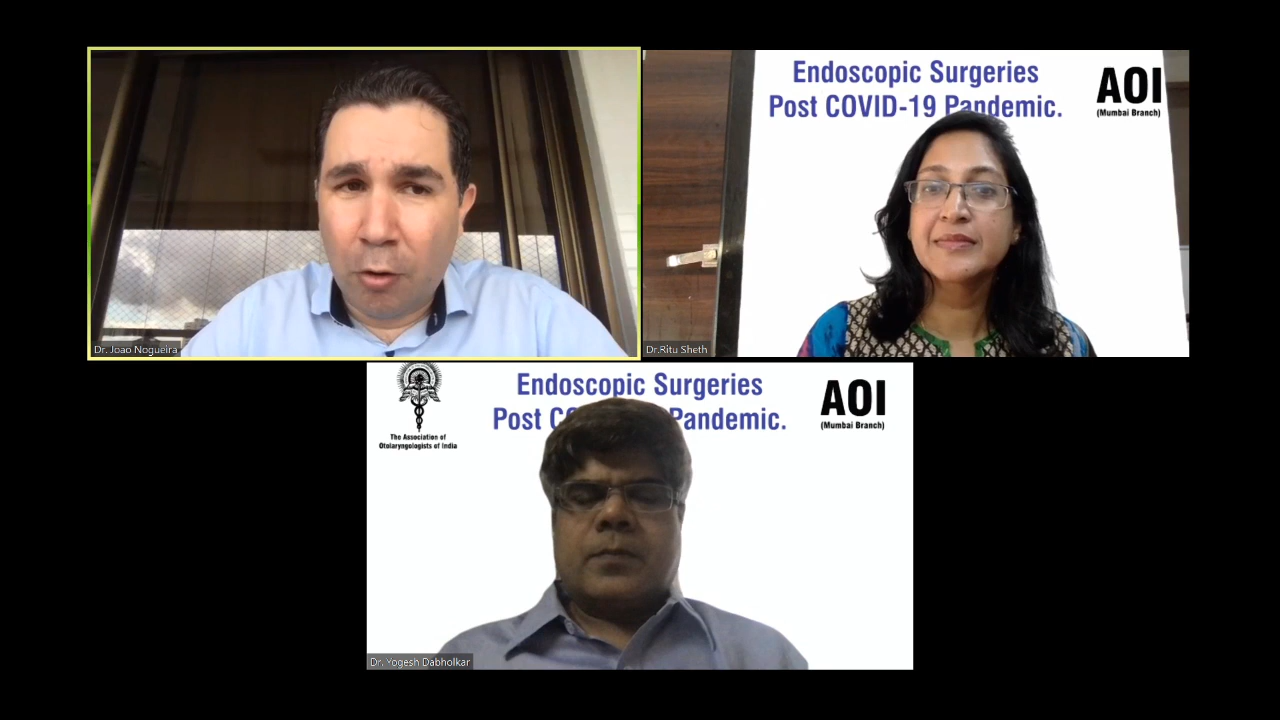 Endoscopic Surgeries
Post COVID-19 Pandemic.
AOI
(Mumbai Branch)
Dr. Joao Nogueira
Dr.Ritu Sheth
The Association of
Otolaryngologists of India
Endoscopic Surgeries
Post Pandemic.
AOI
(Mumbai Branch)
Dr. Yogesh Dabholkar